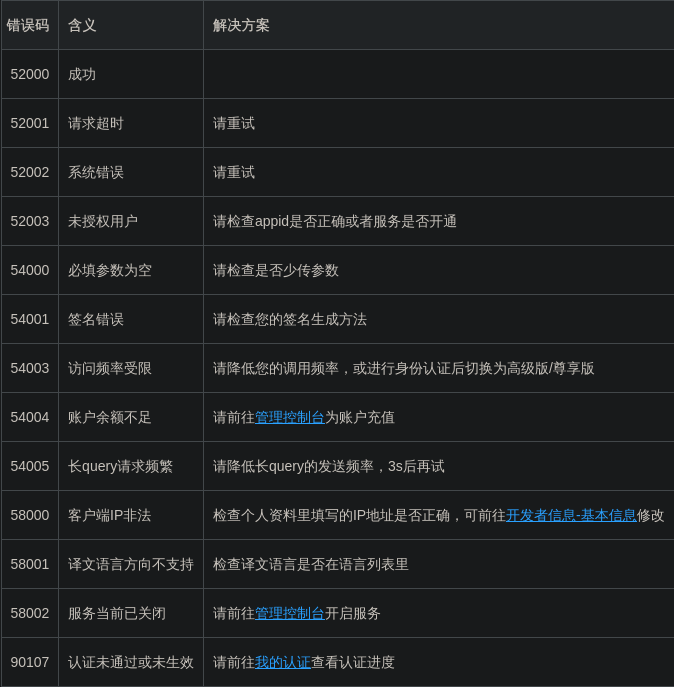 错误码 含义 解决方案
52000 成功
52001 请求超时 请重试
52002 系统错误 请重试
52003 未授权用户 请检查appid是否正确或者服务是否开通
54000 必填参数为空 请检查是否少传参数
54001 签名错误 请检查您的签名生成方法
54003 访问频率受限 请降低您的调用频率，或进行身份认证后切换为高级版/尊享版
54004 账户余额不足 请前往管理控制台为账户充值
54005 长query请求频繁 请降低长query的发送频率，3s后再试
58000 客户端IP非法 检查个人资料里填写的IP地址是否正确，可前往开发者信息-基本信息修改
58001 译文语言方向不支持 检查译文语言是否在语言列表里
58002 服务当前已关闭 请前往管理控制台开启服务
90107 认证未通过或未生效 请前往我的认证查看认证进度